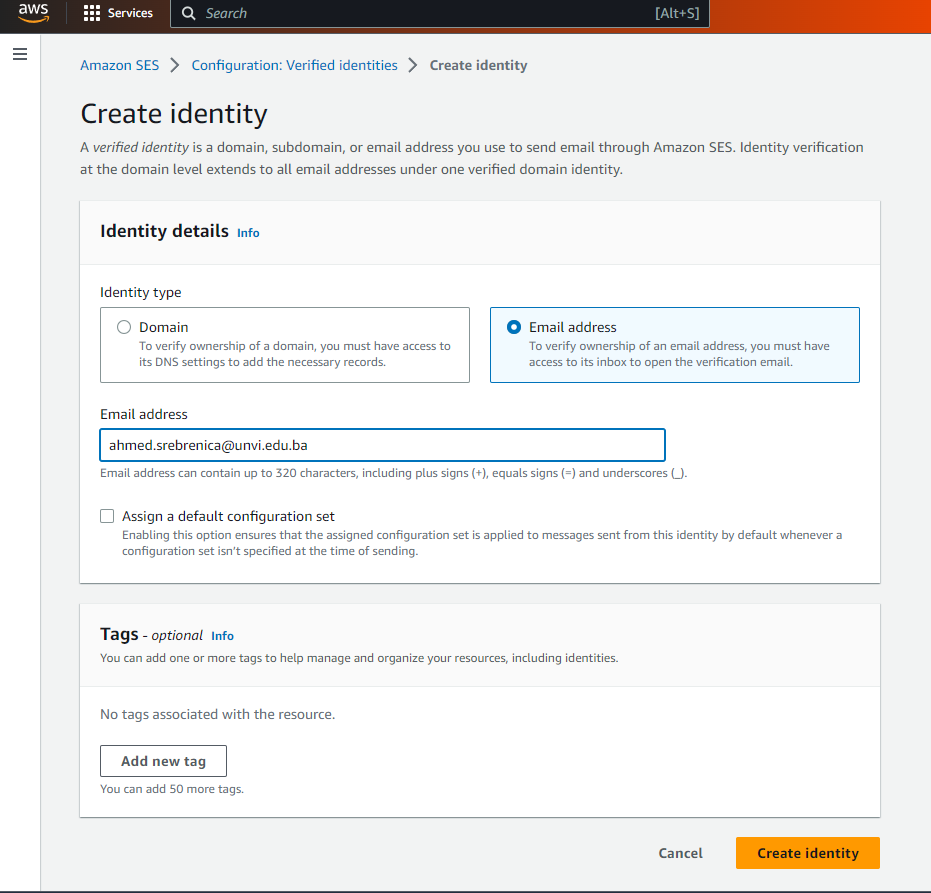 aws
Services
Search
[Alt+S]
Amazon SES > Configuration: Verified identities > Create identity
Create identity
A verified identity is a domain, subdomain, or email address you use to send email through Amazon SES. Identity verification
at the domain level extends to all email addresses under one verified domain identity.
Identity details Info
Identity type
Domain
To verify ownership of a domain, you must have access to
its DNS settings to add the necessary records.
Email address
To verify ownership of an email address, you must have
access to its inbox to open the verification email.
Email address
ahmed.srebrenica@unvi.edu.ba
Email address can contain up to 320 characters, including plus signs (+), equals signs (=) and underscores (_).
Assign a default configuration set
Enabling this option ensures that the assigned configuration set is applied to messages sent from this identity by default whenever a
configuration set isn't specified at the time of sending.
Tags - optional Info
You can add one or more tags to help manage and organize your resources, including identities.
No tags associated with the resource.
Add new tag
You can add 50 more tags.
Cancel
Create identity